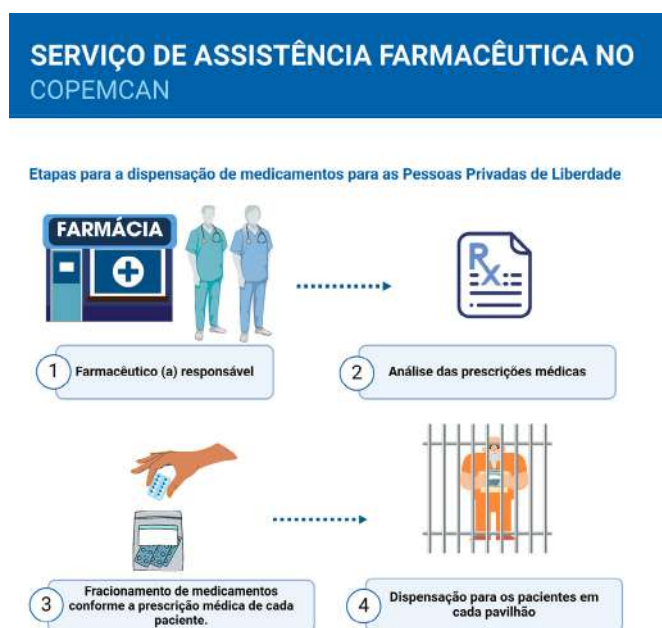 SERVIÇO DE ASSISTÊNCIA FARMACÊUTICA NO
COPEMCAN
Etapas para a dispensação de medicamentos para as Pessoas Privadas de Liberdade
FARMÁCIA
Rx
1 Farmacêutico (a) responsável
2 Análise das prescrições médicas
3 Fracionamento de medicamentos
conforme a prescrição médica de cada
paciente.
4 Dispensação para os pacientes em
cada pavilhão